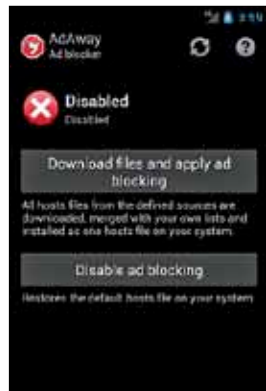 AdAway
Ad blocker
Disabled
Disabled
Download files and apply ad
blocking
All hosts files from the defined sources are
downloaded, merged with your own lists and
installed as one hosts file on your system.
Disable ad blocking
Restores the default hosts file on your system